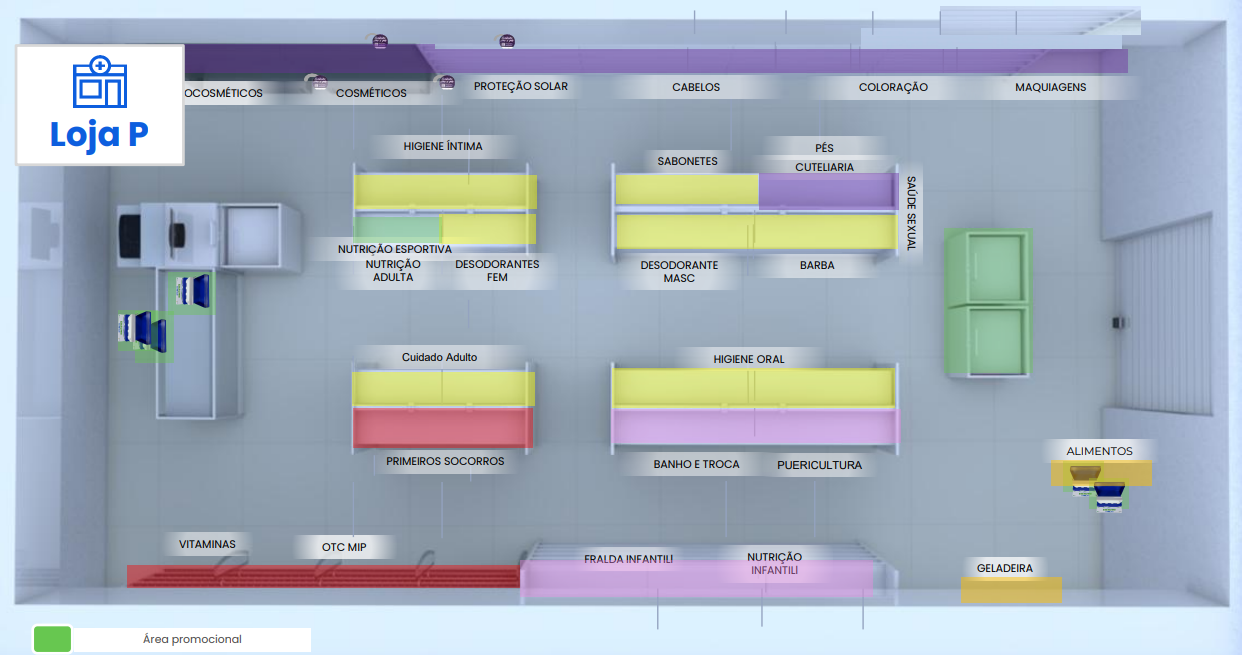 Loja P
OCOSMÉTICOS
COSMÉTICOS
PROTEÇÃO SOLAR
CABELOS
COLORAÇÃO
MAQUIAGENS
HIGIENE ÍNTIMA
SABONETES
PÉS
CUTELIARIA
SAÚDE SEXUAL
NUTRIÇÃO ESPORTIVA
NUTRIÇÃO
ADULTA
DESODORANTES
FEM
DESODORANTE
MASC
BARBA
Cuidado Adulto
HIGIENE ORAL
PRIMEIROS SOCORROS
BANHO E TROCA
PUERICULTURA
ALIMENTOS
VITAMINAS
OTC MIP
FRALDA INFANTILI
NUTRIÇÃO
INFANTILI
GELADEIRA
Área promocional